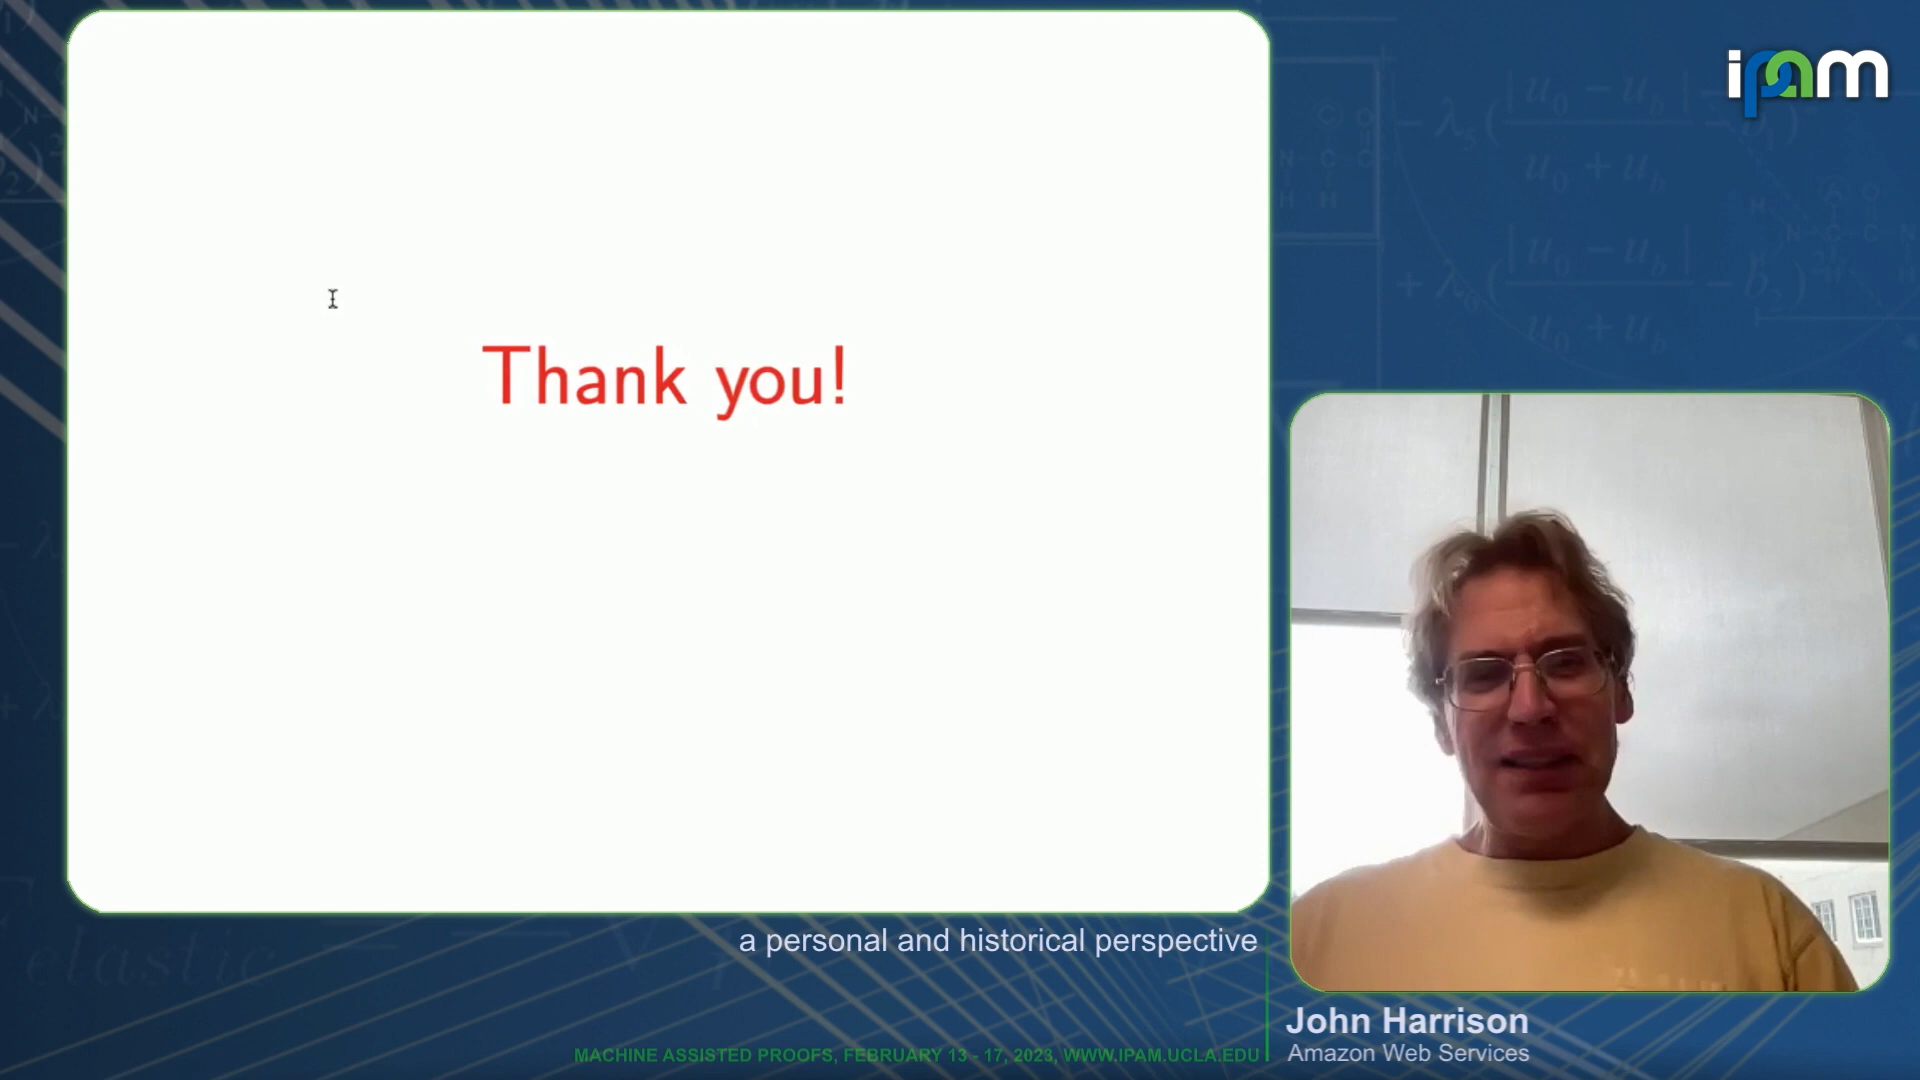 ipam
Thank you!
a personal and historical perspective
John Harrison
Amazon Web Services
MACHINE ASSISTED PROOFS, FEBRUARY 13 - 17, 2023, WWW.IPAM.UCLA.EDU
elastic